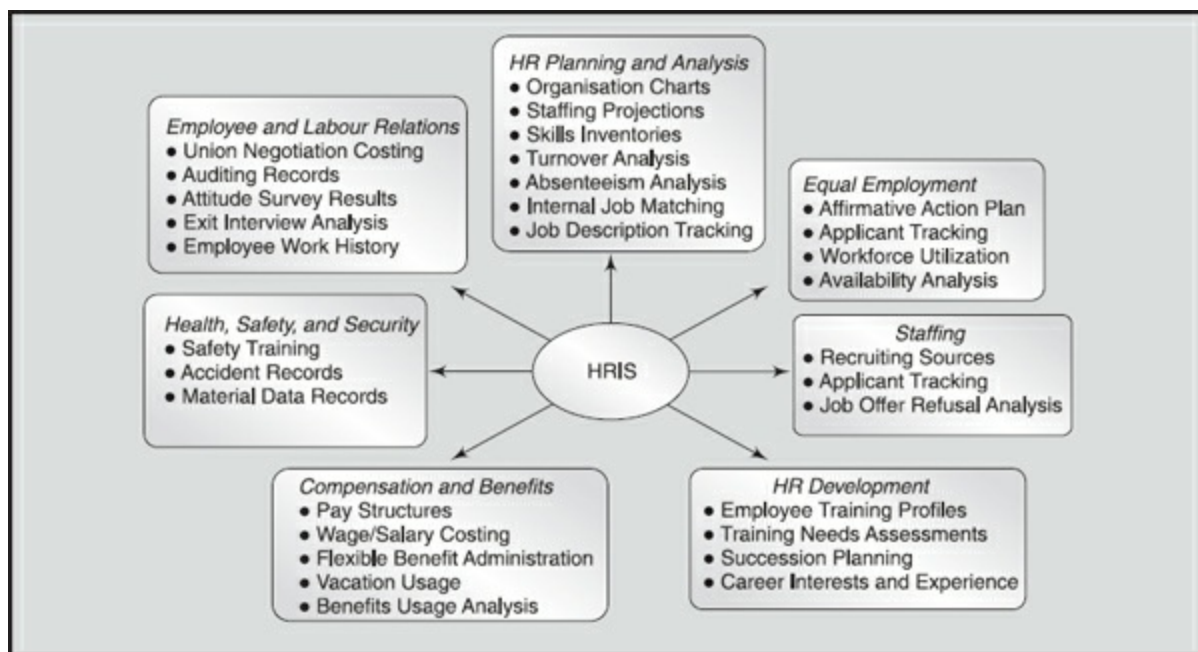 HR Planning and Analysis
● Organisation Charts
● Staffing Projections
● Skills Inventories
● Turnover Analysis
● Absenteeism Analysis
● Internal Job Matching
● Job Description Tracking
Employee and Labour Relations
● Union Negotiation Costing
● Auditing Records
● Attitude Survey Results
● Exit Interview Analysis
● Employee Work History
Equal Employment
● Affirmative Action Plan
● Applicant Tracking
● Workforce Utilization
● Availability Analysis
Health, Safety, and Security
● Safety Training
● Accident Records
● Material Data Records
HRIS
Staffing
● Recruiting Sources
● Applicant Tracking
● Job Offer Refusal Analysis
Compensation and Benefits
● Pay Structures
● Wage/Salary Costing
● Flexible Benefit Administration
● Vacation Usage
● Benefits Usage Analysis
HR Development
● Employee Training Profiles
● Training Needs Assessments
● Succession Planning
● Career Interests and Experience